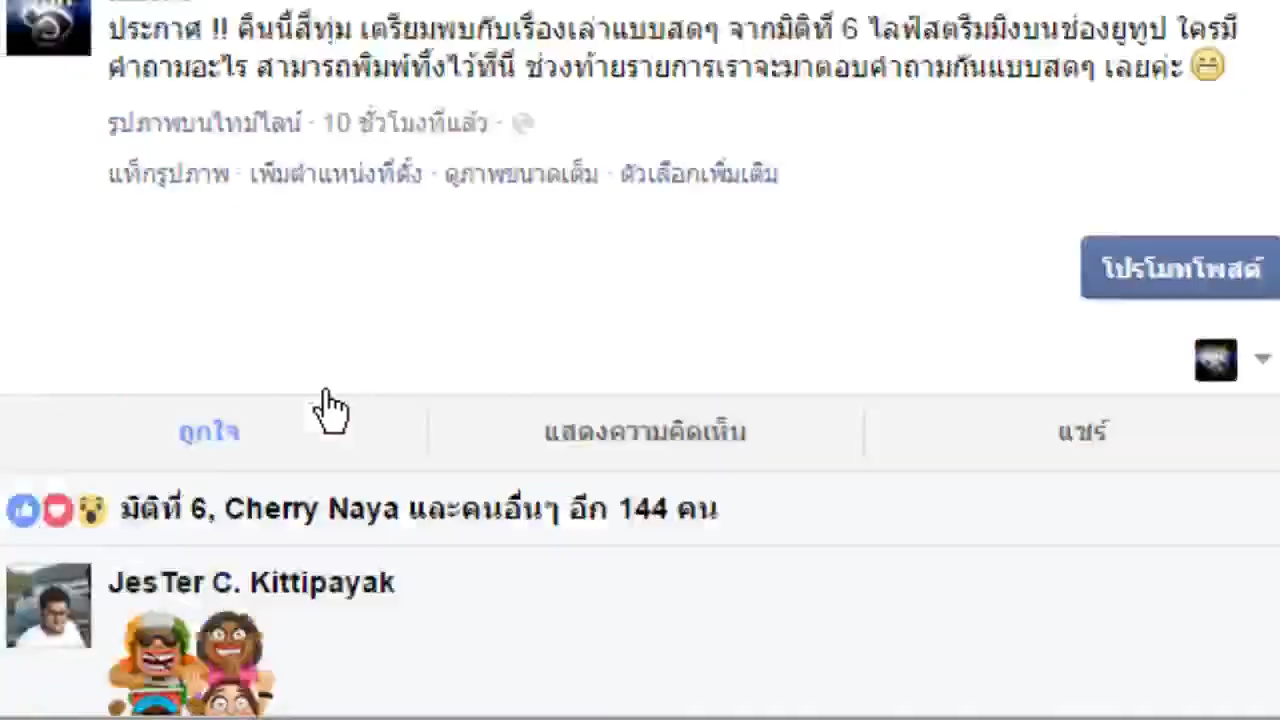 ประกาศ !! คืนนี้สี่ทุ่ม เตรียมพบกับเรื่องเล่าแบบสดๆ จากมิติที่ 6 ไลฟ์สตรีมมิ่งบนช่องยูทูป ใครมี
คำถามอะไร สามารถพิมพ์ทิ้งไว้ที่นี่ ช่วงท้ายรายการเราจะมาตอบคำถามกันแบบสดๆ เลยค่ะ 😁
รูปภาพบนไทม์ไลน์ · 10 ชั่วโมงที่แล้ว ·
แท็กรูปภาพ · เพิ่มตำแหน่งที่ตั้ง · ดูภาพขนาดเต็ม · ตัวเลือกเพิ่มเติม
โปรโมทโพสต์
ถูกใจ แสดงความคิดเห็น แชร์
มิติที่ 6, Cherry Naya และคนอื่นๆ อีก 144 คน
JesTer C. Kittipayak